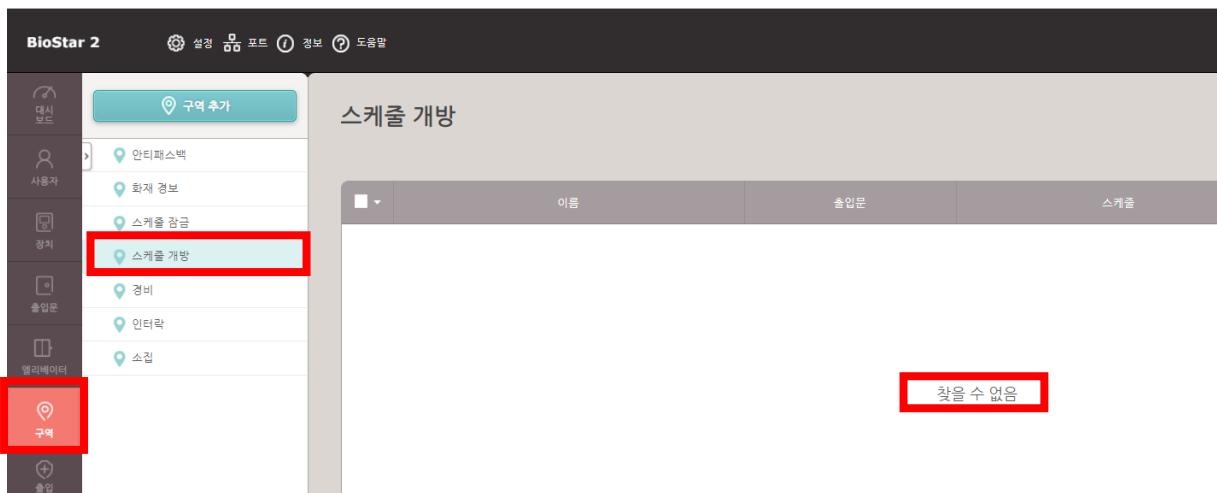 BioStar 2
설정
포트
정보
도움말
대시
보드
사용자
장치
출입문
엘리베이터
구역
출입
구역 추가
안티패스백
화재 경보
스케줄 잠금
스케줄 개방
경비
인터락
소집
스케줄 개방
이름
출입문
스케줄
찾을 수 없음